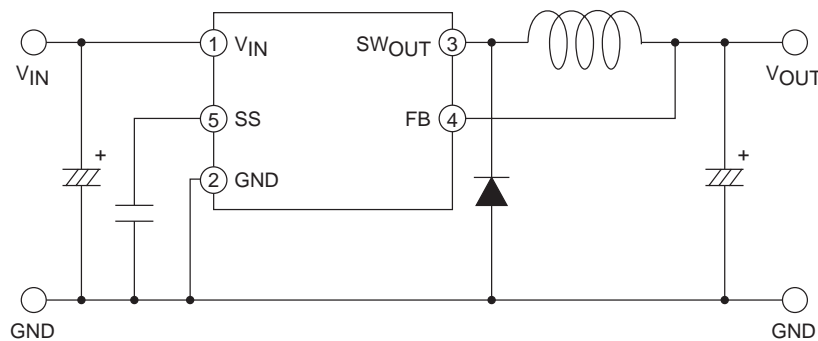 1 VIN
SWOUT 3
VIN
VOUT
+
5 SS
FB 4
+
2 GND
GND
GND